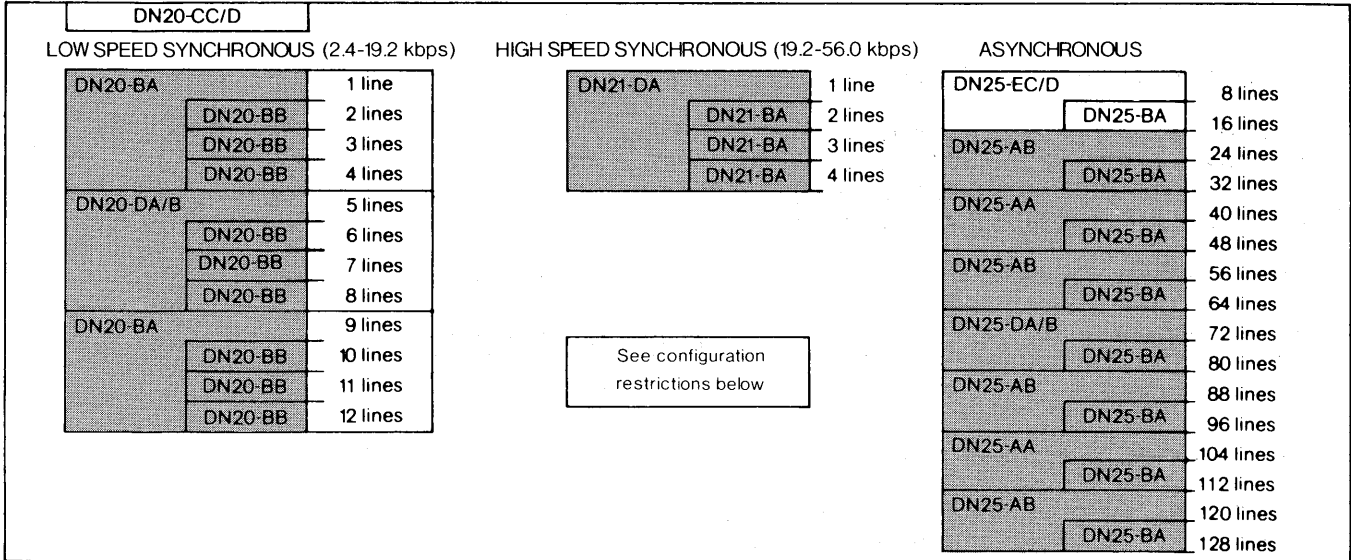 DN20-CC/D
LOW SPEED SYNCHRONOUS (2.4-19.2 kbps)
DN20-BA 1 line
DN20-BB 2 lines
DN20-BB 3 lines
DN20-BB 4 lines
DN20-DA/B 5 lines
DN20-BB 6 lines
DN20-BB 7 lines
DN20-BB 8 lines
DN20-BA 9 lines
DN20-BB 10 lines
DN20-BB 11 lines
DN20-BB 12 lines
HIGH SPEED SYNCHRONOUS (19.2-56.0 kbps)
DN21-DA 1 line
DN21-BA 2 lines
DN21-BA 3 lines
DN21-BA 4 lines
See configuration
restrictions below
ASYNCHRONOUS
DN25-EC/D 8 lines
DN25-BA 16 lines
DN25-AB 24 lines
DN25-BA 32 lines
DN25-AA 40 lines
DN25-BA 48 lines
DN25-AB 56 lines
DN25-BA 64 lines
DN25-DA/B 72 lines
DN25-BA 80 lines
DN25-AB 88 lines
DN25-BA 96 lines
DN25-AA 104 lines
DN25-BA 112 lines
DN25-AB 120 lines
DN25-BA 128 lines